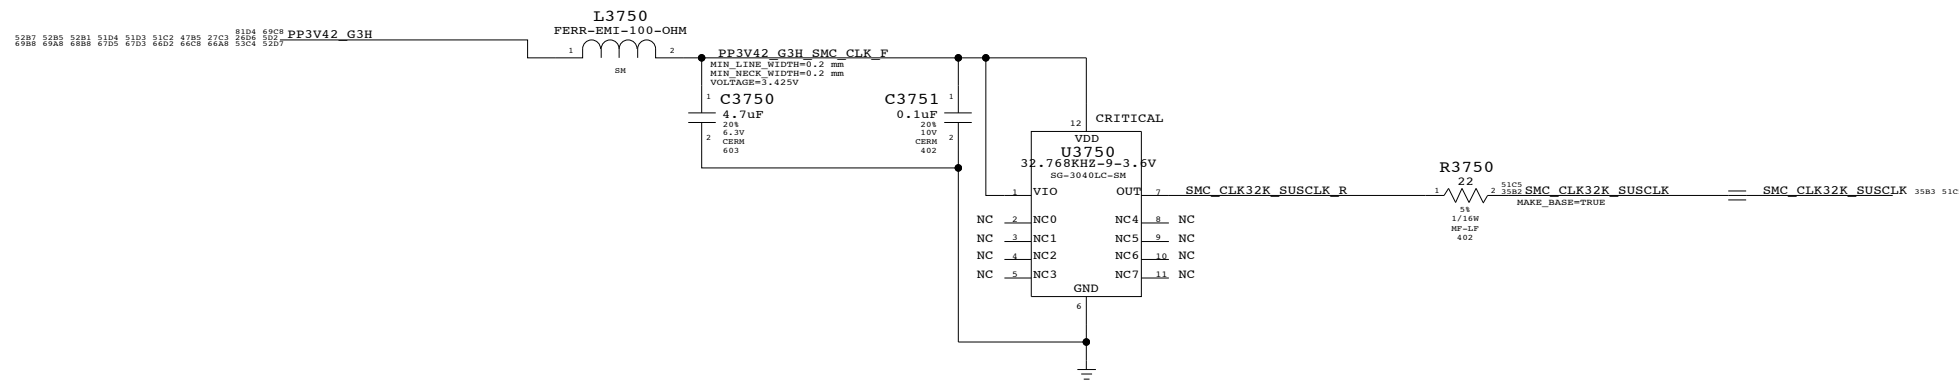 L3750
FERR-EMI-100-OHM
81D4 69C8
52B7 52B5 52B1 51D4 51D3 51C2 47B5 27C3 26D6 5D2
69B8 69A8 68B8 67D5 67D3 66D2 66C8 66A8 53C4 52D7
PP3V42_G3H
1
2
SM
PP3V42_G3H_SMC_CLK_F
MIN_LINE_WIDTH=0.2 mm
MIN_NECK_WIDTH=0.2 mm
VOLTAGE=3.425V
1
C3750
4.7uF
20%
6.3V
CERM
603
2
C3751
0.1uF
20%
10V
CERM
402
1
2
12
CRITICAL
VDD
U3750
32.768KHZ-9-3.6V
SG-3040LC-SM
1 VIO
OUT 7
SMC_CLK32K_SUSCLK_R
R3750
22
1
2
5%
1/16W
MF-LF
402
51C5
35B2
SMC_CLK32K_SUSCLK
MAKE_BASE=TRUE
SMC_CLK32K_SUSCLK
35B3
NC 2 NC0
NC4 8 NC
NC 3 NC1
NC5 9 NC
NC 4 NC2
NC6 10 NC
NC 5 NC3
NC7 11 NC
GND
6